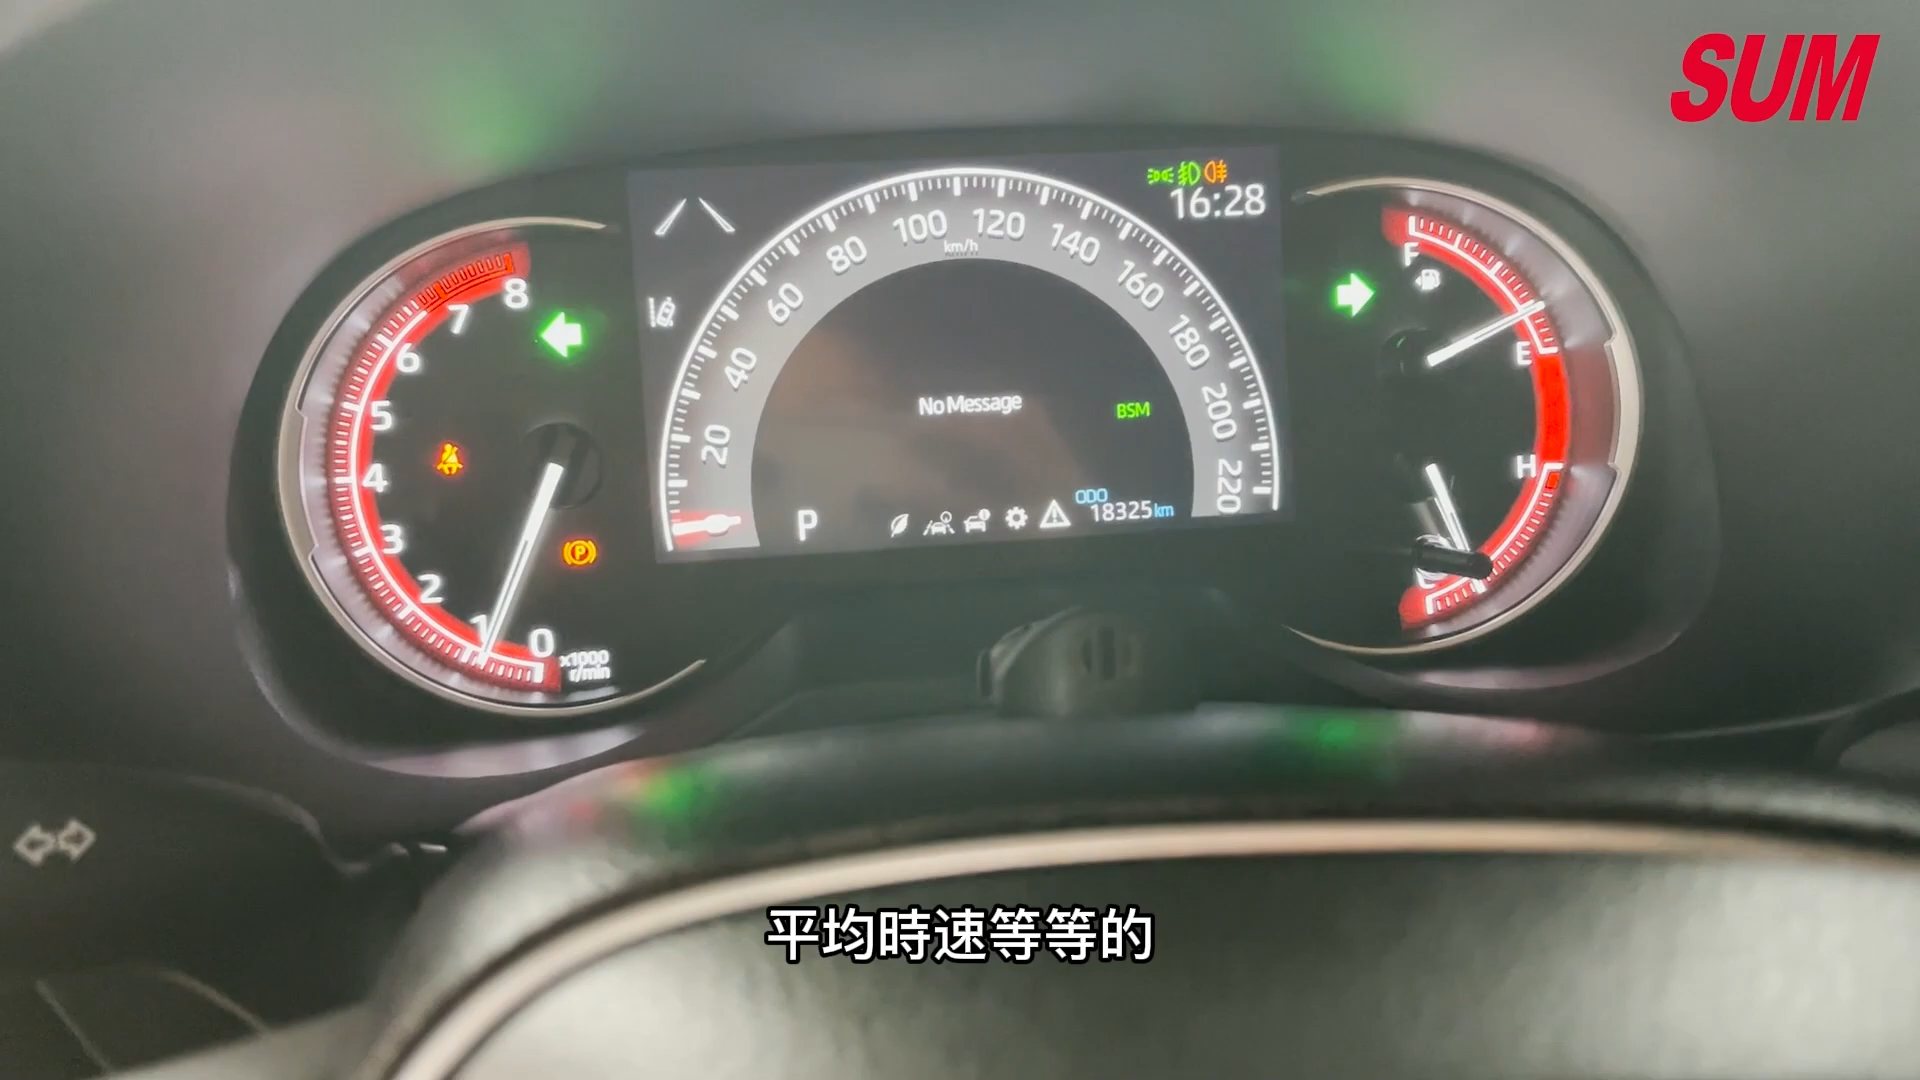 SUM
16:28
8
7
6
5
4
3
2
1
0
x1000
r/min
20
40
60
80
100
120
140
160
180
200
220
km/h
No Message
BSM
P
ODO
18325 km
F
E
H
平均時速等等的